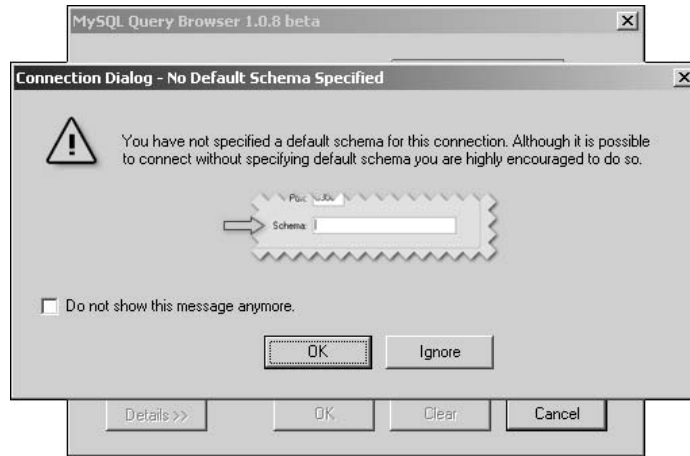 MySQL Query Browser 1.0.8 beta
Connection Dialog - No Default Schema Specified
You have not specified a default schema for this connection. Although it is possible
to connect without specifying default schema you are highly encouraged to do so.
Schema:
Do not show this message anymore.
OK Ignore
Details >> OK Clear Cancel